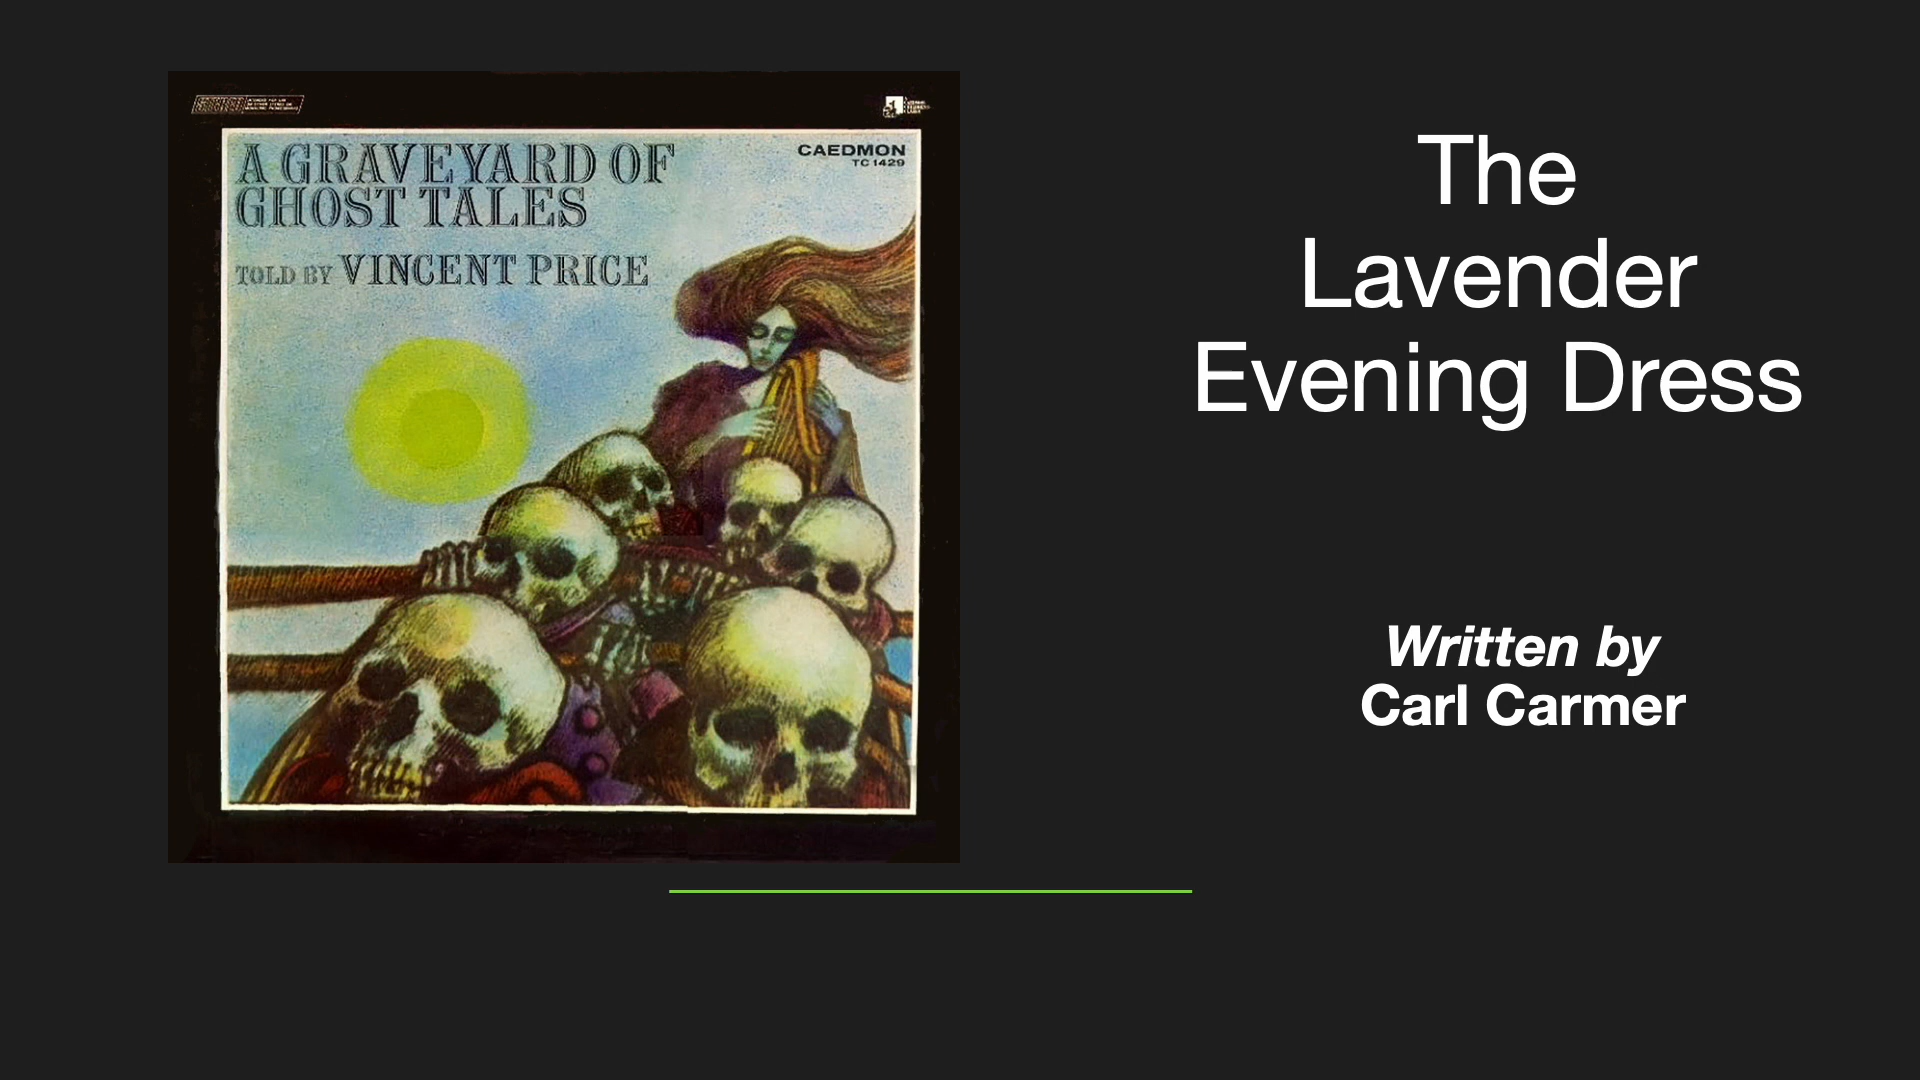 A GRAVEYARD OF
GHOST TALES
TOLD BY VINCENT PRICE
CAEDMON
TC 1429
The
Lavender
Evening Dress
Written by
Carl Carmer